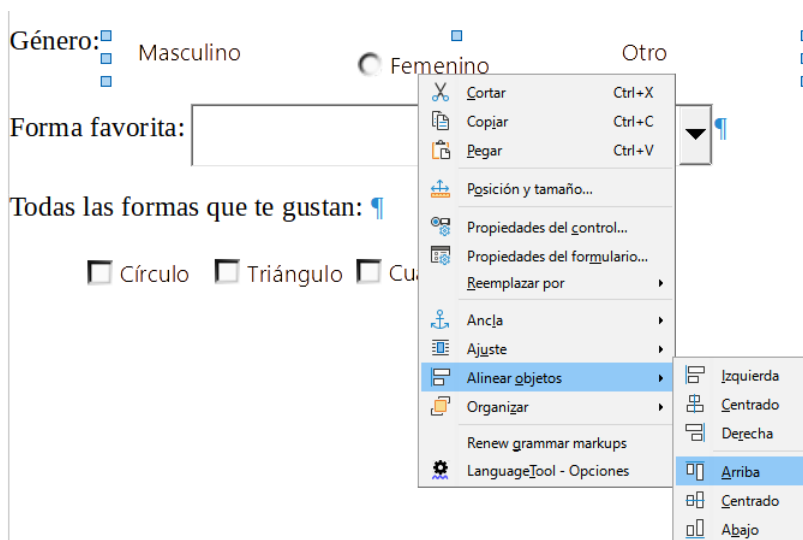 Género:
Masculino
Femenino
Otro
Forma favorita: ¶
Todas las formas que te gustan: ¶
Círculo Triángulo Cu
Cortar Ctrl+X
Copiar Ctrl+C
Pegar Ctrl+V
Posición y tamaño...
Propiedades del control...
Propiedades del formulario...
Reemplazar por
Ancla
Ajuste
Alinear objetos
Organizar
Renew grammar markups
LanguageTool - Opciones
Izquierda
Centrado
Derecha
Arriba
Centrado
Abajo